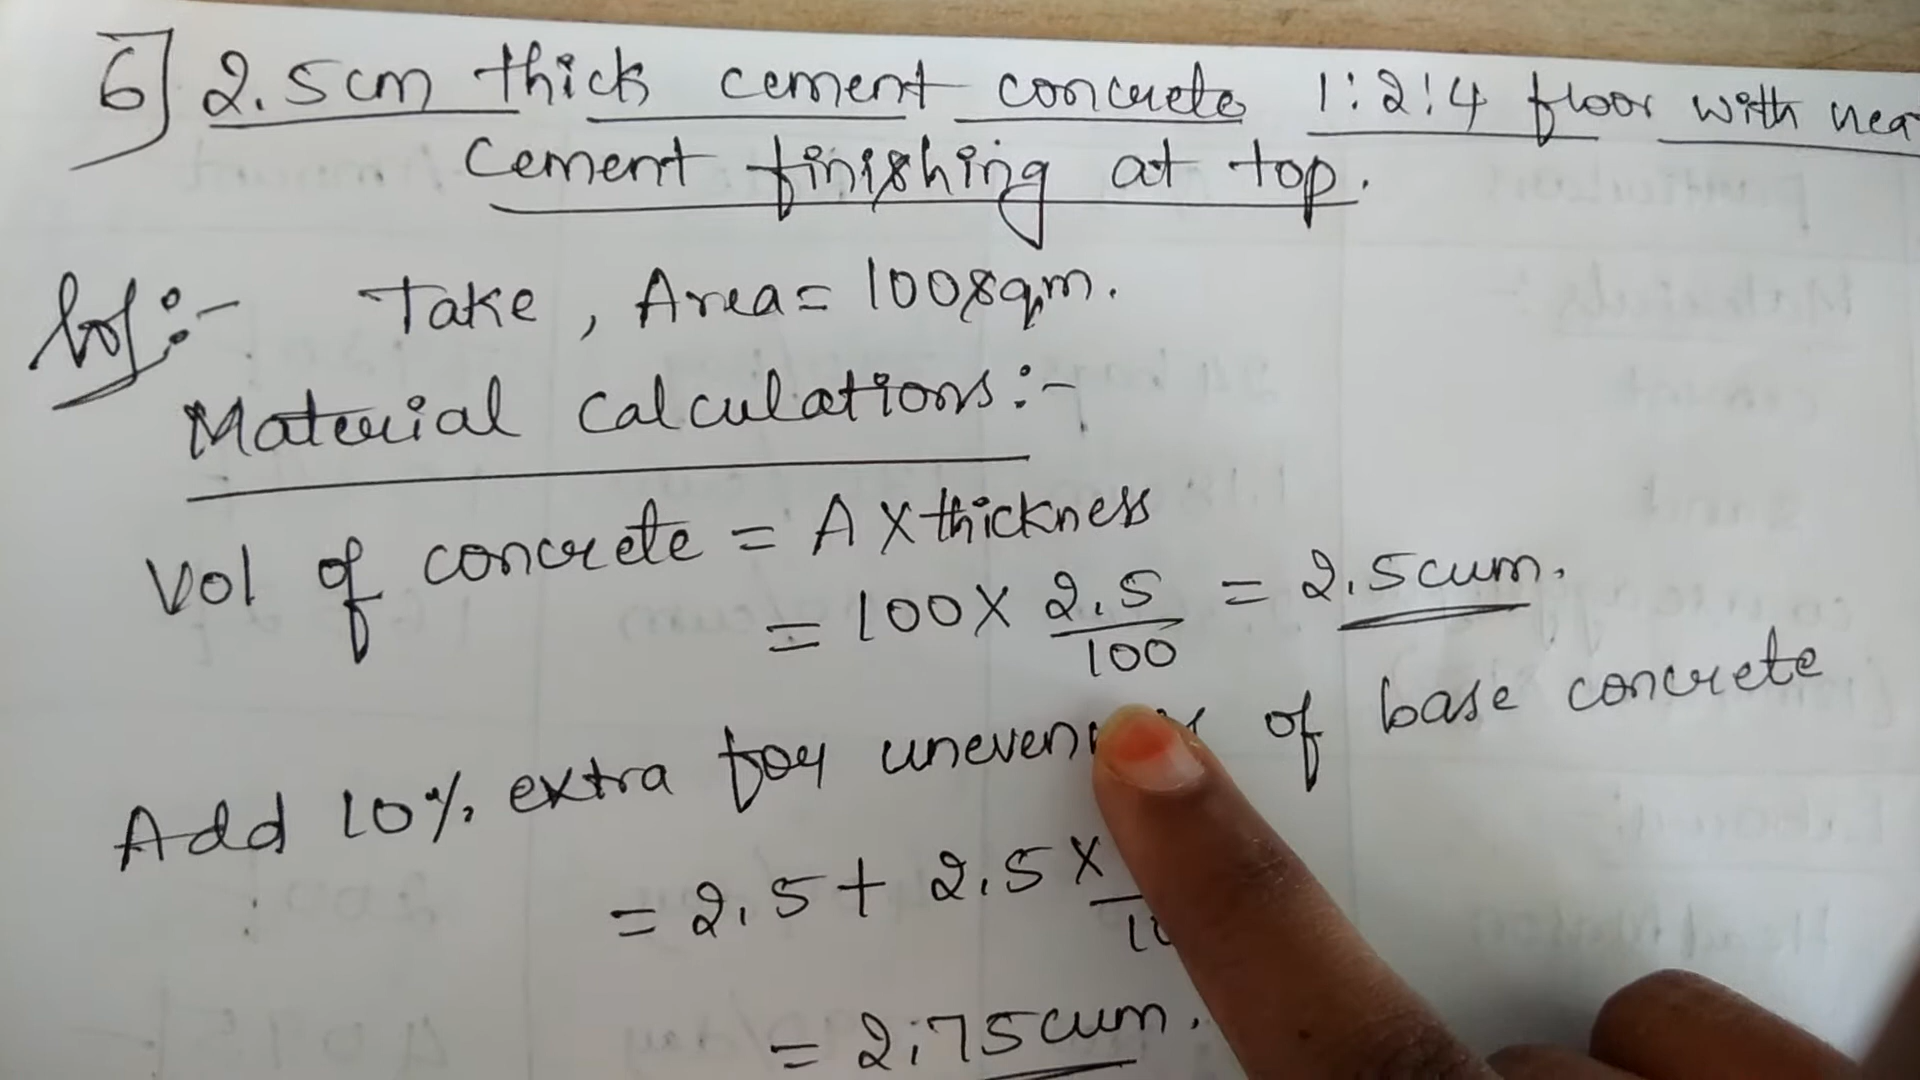 6] 2.5cm thick cement concrete 1:2:4 floor with
cement finishing at top.
Sol:- Take, Area = 100sqm.
Material calculations:-
Vol of concrete = A X thickness
= 100 X 2.5/100 = 2.5cum.
Add 10% extra for of base concrete
= 2.5 + 2.5 X
= 2.75cum.